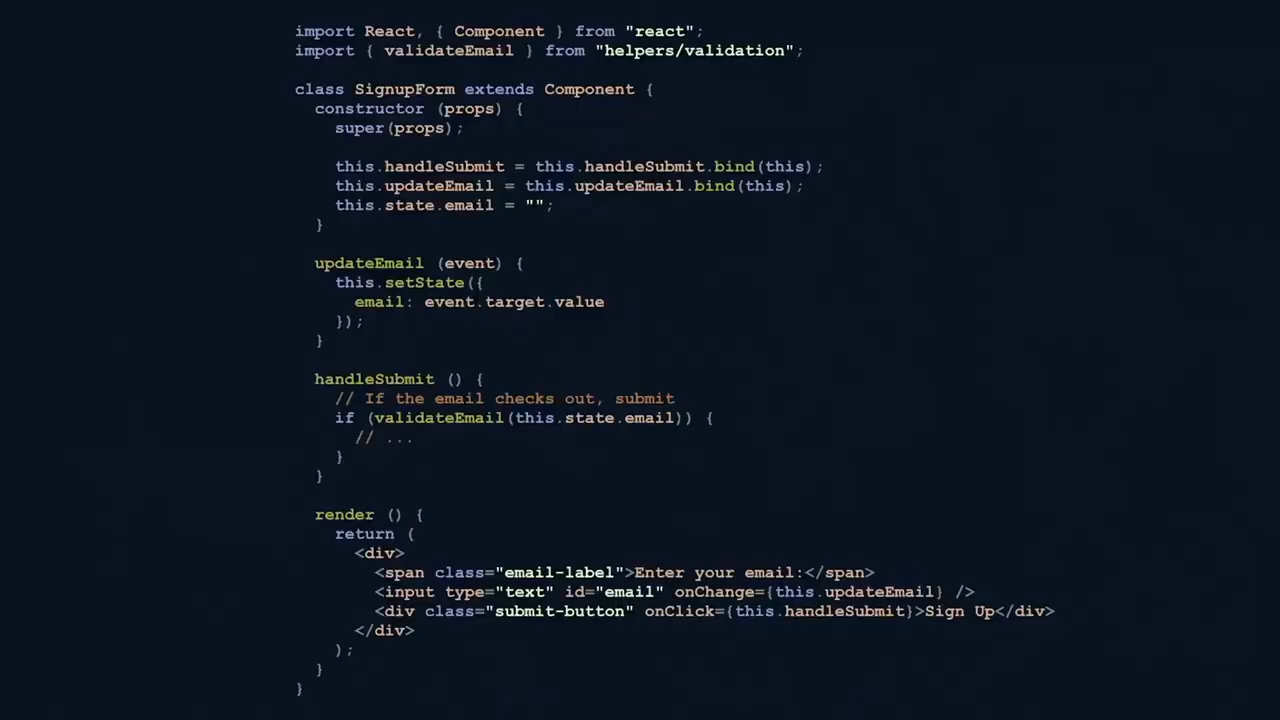 import React, { Component } from "react";
import { validateEmail } from "helpers/validation";

class SignupForm extends Component {
  constructor (props) {
    super(props);

    this.handleSubmit = this.handleSubmit.bind(this);
    this.updateEmail = this.updateEmail.bind(this);
    this.state.email = "";
  }

  updateEmail (event) {
    this.setState({
      email: event.target.value
    });
  }

  handleSubmit () {
    // If the email checks out, submit
    if (validateEmail(this.state.email)) {
      // ...
    }
  }

  render () {
    return (
      <div>
        <span class="email-label">Enter your email:</span>
        <input type="text" id="email" onChange={this.updateEmail} />
        <div class="submit-button" onClick={this.handleSubmit}>Sign Up</div>
      </div>
    );
  }
}